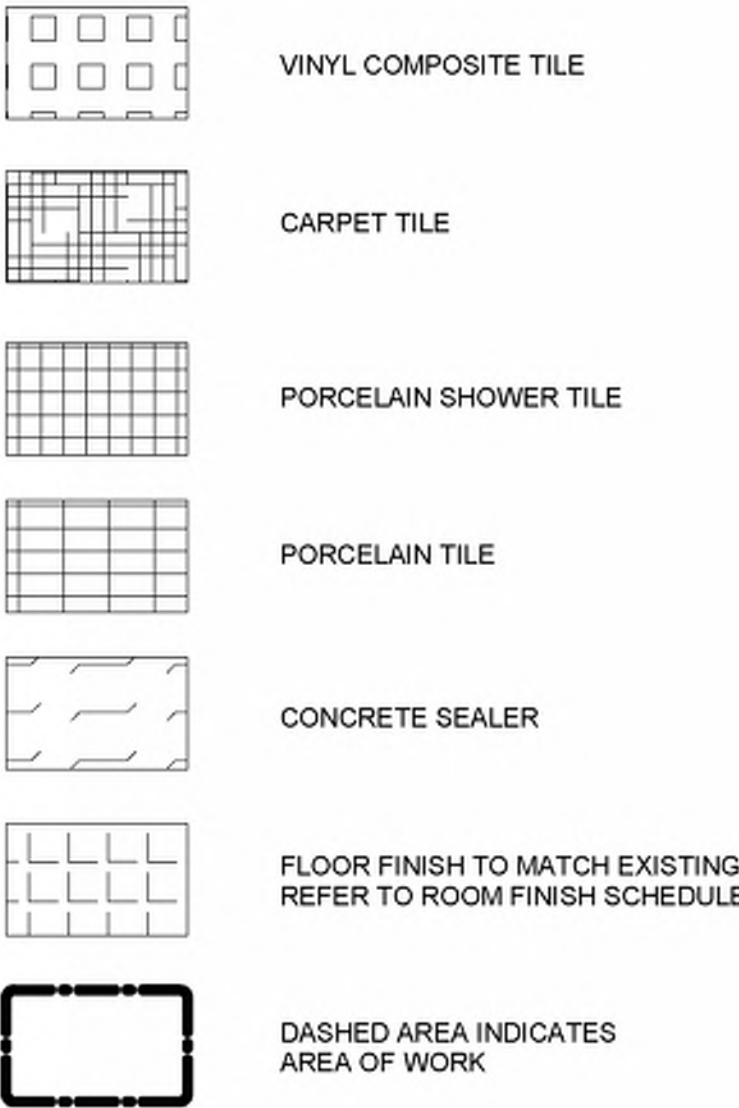 VINYL COMPOSITE TILE
CARPET TILE
PORCELAIN SHOWER TILE
PORCELAIN TILE
CONCRETE SEALER
FLOOR FINISH TO MATCH EXISTING
REFER TO ROOM FINISH SCHEDULE
DASHED AREA INDICATES
AREA OF WORK